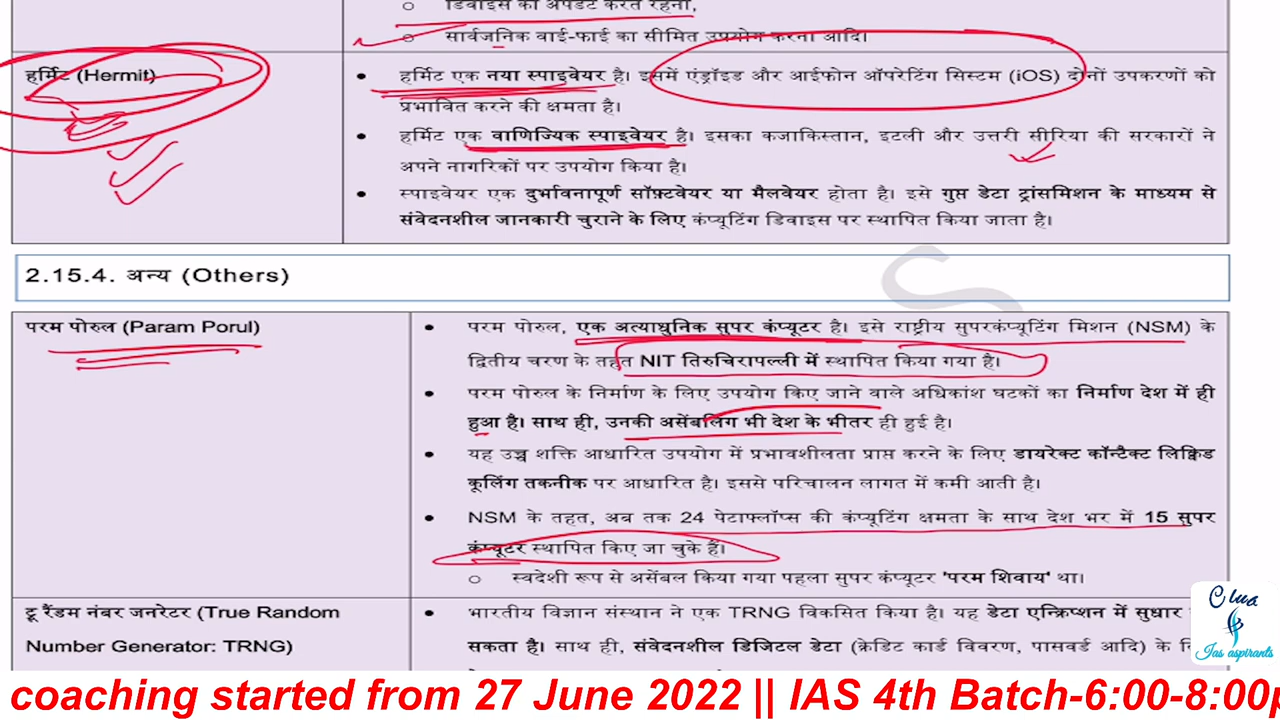 डिवाइस को अपडेट करते रहना,
सार्वजनिक वाई-फाई का सीमित उपयोग करना आदि।
हर्मिट (Hermit)
हर्मिट एक नया स्पाइवेयर है। इसमें एंड्रॉइड और आईफोन ऑपरेटिंग सिस्टम (iOS) दोनों उपकरणों को
प्रभावित करने की क्षमता है।
हर्मिट एक वाणिज्यिक स्पाइवेयर है। इसका कजाकिस्तान, इटली और उत्तरी सीरिया की सरकारों ने
अपने नागरिकों पर उपयोग किया है।
स्पाइवेयर एक दुर्भावनापूर्ण सॉफ़्टवेयर या मैलवेयर होता है। इसे गुप्त डेटा ट्रांसमिशन के माध्यम से
संवेदनशील जानकारी चुराने के लिए कंप्यूटिंग डिवाइस पर स्थापित किया जाता है।
2.15.4. अन्य (Others)
परम पोरुल (Param Porul)
परम पोरुल, एक अत्याधुनिक सुपर कंप्यूटर है। इसे राष्ट्रीय सुपरकंप्यूटिंग मिशन (NSM) के
द्वितीय चरण के तहत NIT तिरुचिरापल्ली में स्थापित किया गया है।
परम पोरुल के निर्माण के लिए उपयोग किए जाने वाले अधिकांश घटकों का निर्माण देश में ही
हुआ है। साथ ही, उनकी असेंबलिंग भी देश के भीतर ही हुई है।
यह उच्च शक्ति आधारित उपयोग में प्रभावशीलता प्राप्त करने के लिए डायरेक्ट कॉन्टैक्ट लिक्विड
कूलिंग तकनीक पर आधारित है। इससे परिचालन लागत में कमी आती है।
NSM के तहत, अब तक 24 पेटाफ्लॉप्स की कंप्यूटिंग क्षमता के साथ देश भर में 15 सुपर
कंप्यूटर स्थापित किए जा चुके हैं।
स्वदेशी रूप से असेंबल किया गया पहला सुपर कंप्यूटर 'परम शिवाय' था।
टू रैंडम नंबर जनरेटर (True Random
Number Generator: TRNG)
भारतीय विज्ञान संस्थान ने एक TRNG विकसित किया है। यह डेटा एन्क्रिप्शन में सुधार
सकता है। साथ ही, संवेदनशील डिजिटल डेटा (क्रेडिट कार्ड विवरण, पासवर्ड आदि) के
Clue
Ias aspirants
coaching started from 27 June 2022 || IAS 4th Batch-6:00-8:00p